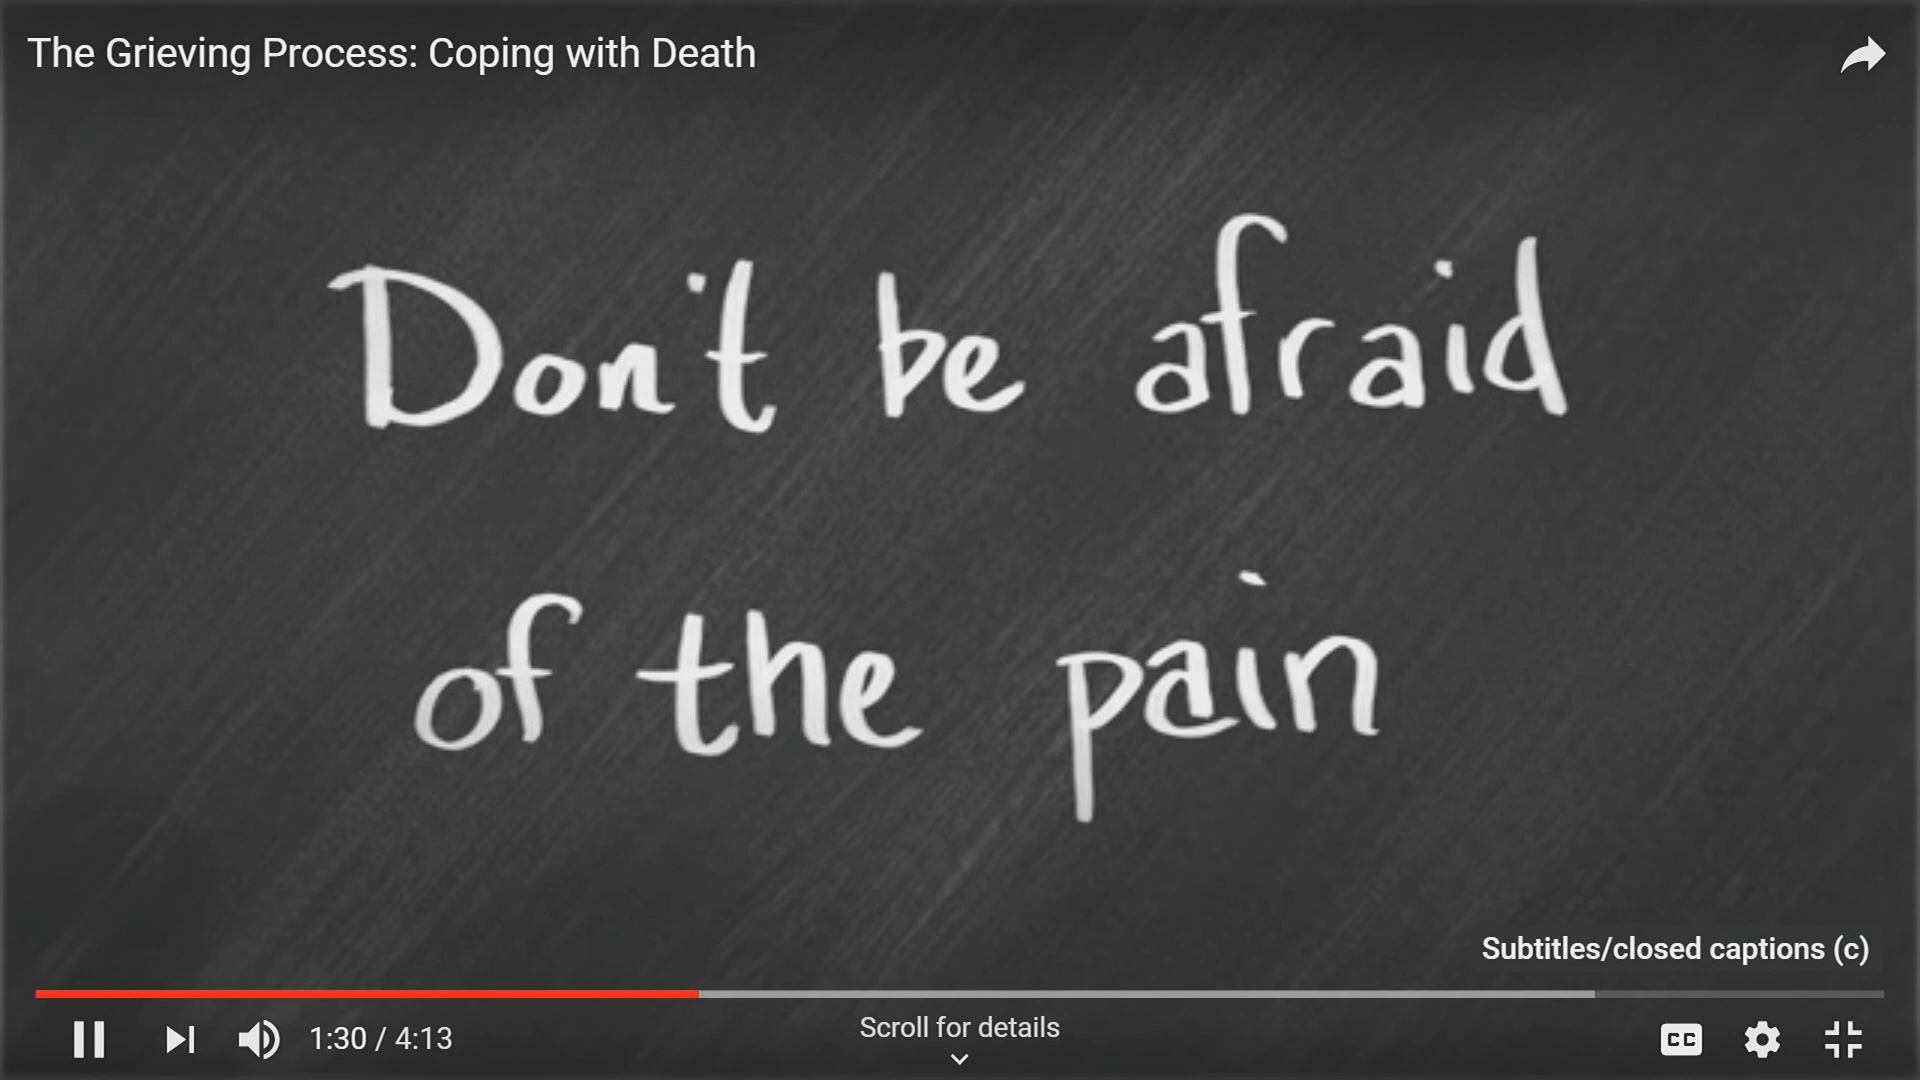 The Grieving Process: Coping with Death
Don't be afraid
of the pain
Subtitles/closed captions (c)
1:30 / 4:13
Scroll for details
CC